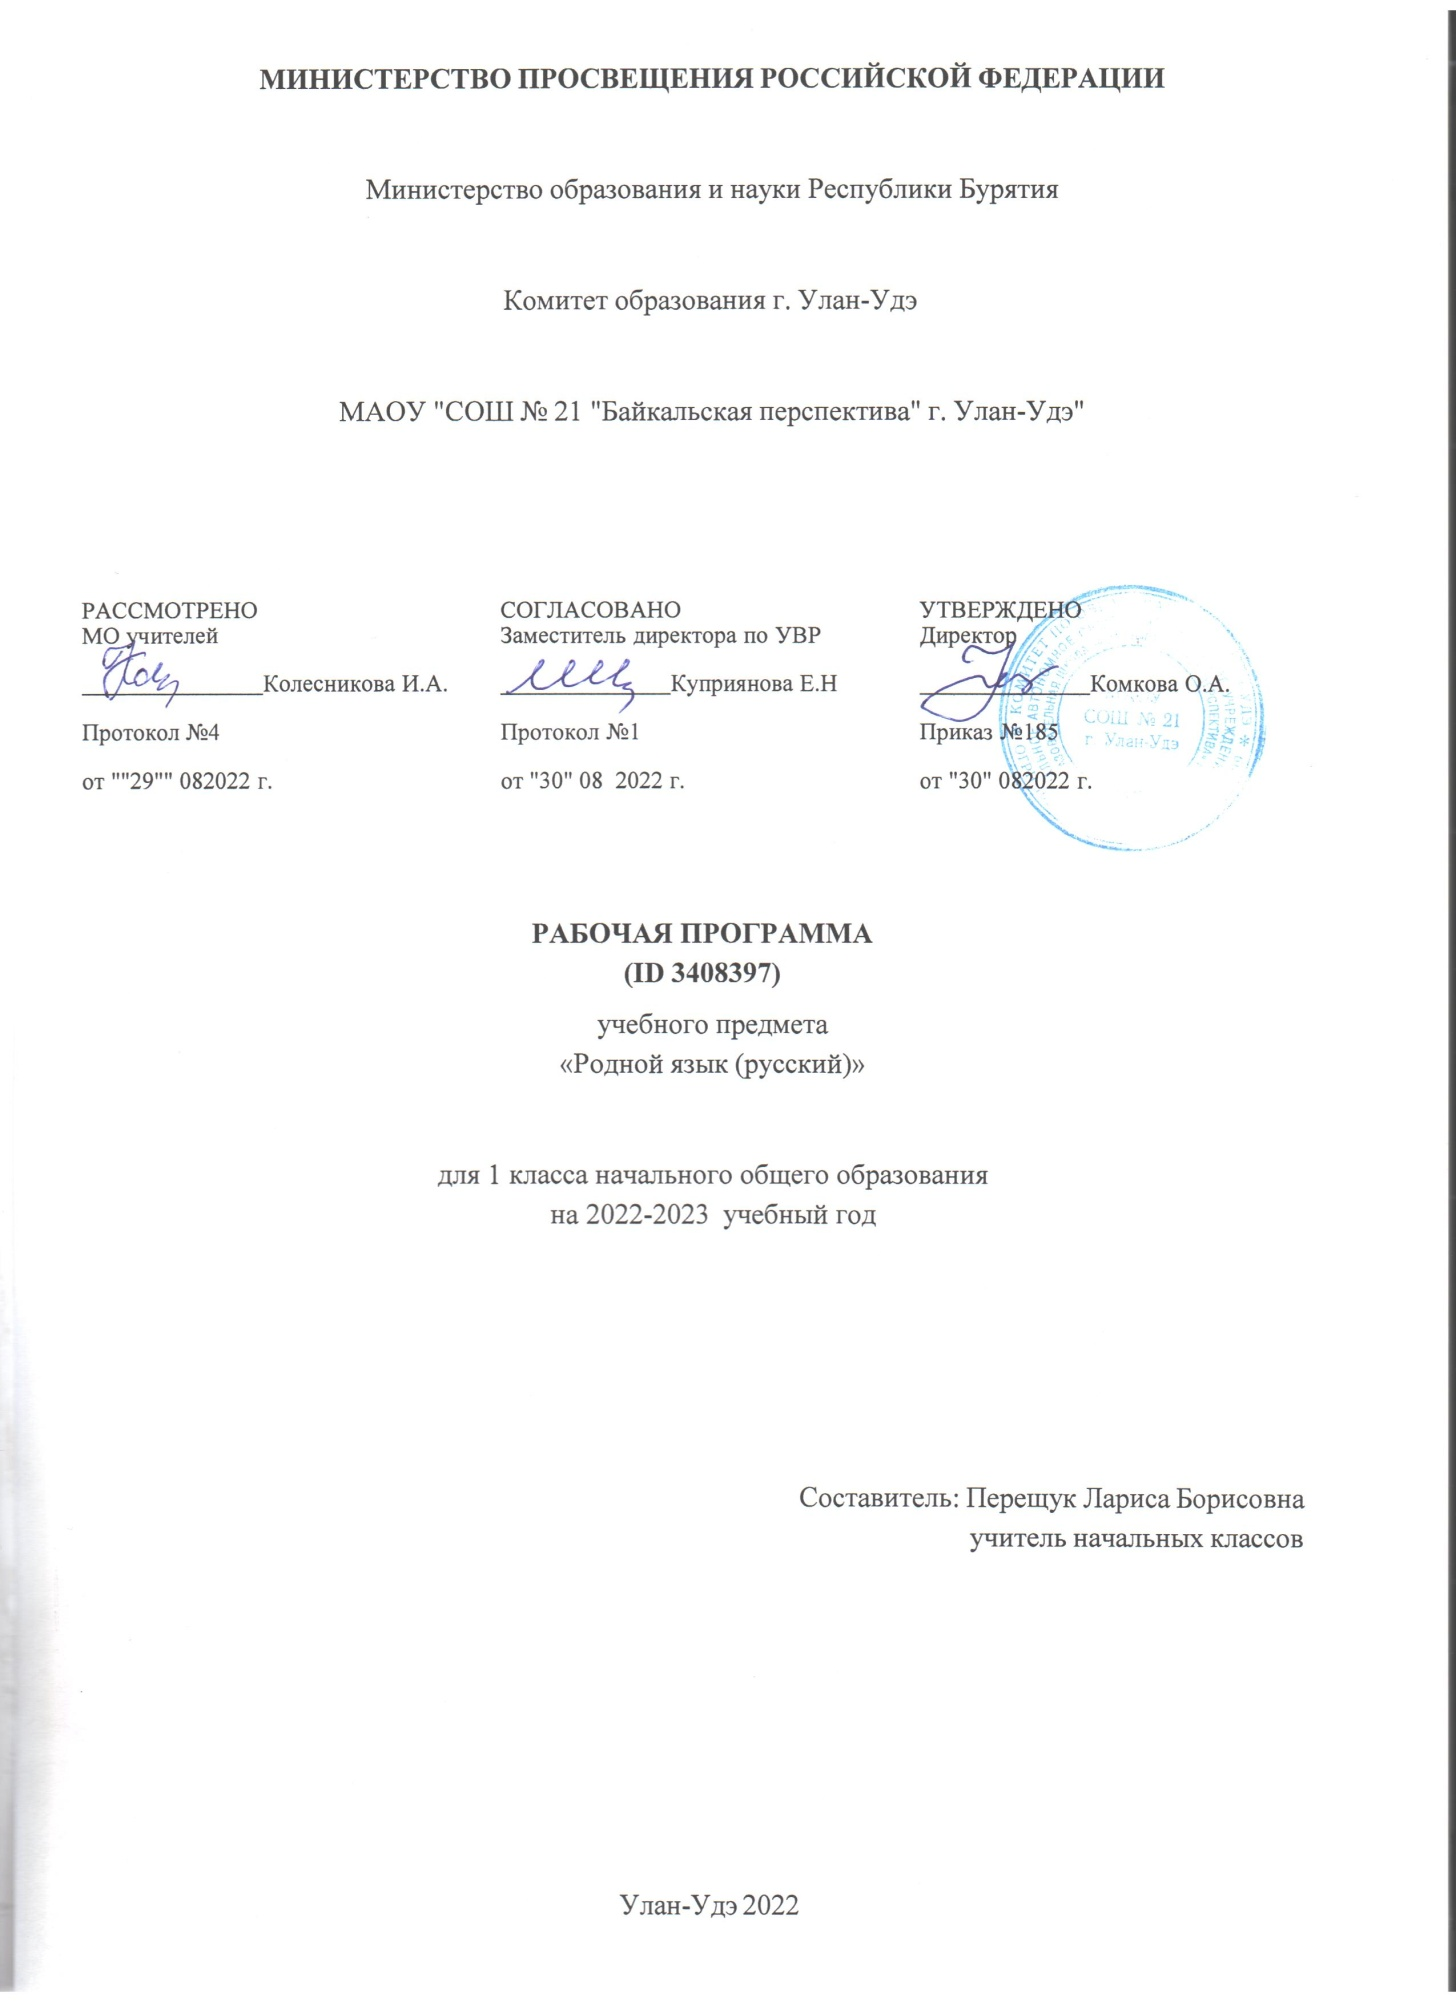 МИНИСТЕРСТВО ПРОСВЕЩЕНИЯ РОССИЙСКОЙ ФЕДЕРАЦИИ
Министерство образования и науки Республики Бурятия
Комитет образования г. Улан-Удэ
МАОУ "СОШ № 21 "Байкальская перспектива" г. Улан-Удэ"
РАССМОТРЕНО
МО учителей
Колесникова И.А.
Протокол №4
от ""29"" 082022 г.
СОГЛАСОВАНО
Заместитель директора по УВР
Куприянова Е.Н
Протокол №1
от "30" 08 2022 г.
УТВЕРЖДЕНО
Директор
Комкова О.А.
Приказ №185
от "30" 082022 г.
СОШ № 21
г Улан-Удэ
РАБОЧАЯ ПРОГРАММА
(ID 3408397)
учебного предмета
«Родной язык (русский)»
для 1 класса начального общего образования
на 2022-2023 учебный год
Составитель: Перещук Лариса Борисовна
учитель начальных классов
Улан-Удэ 2022